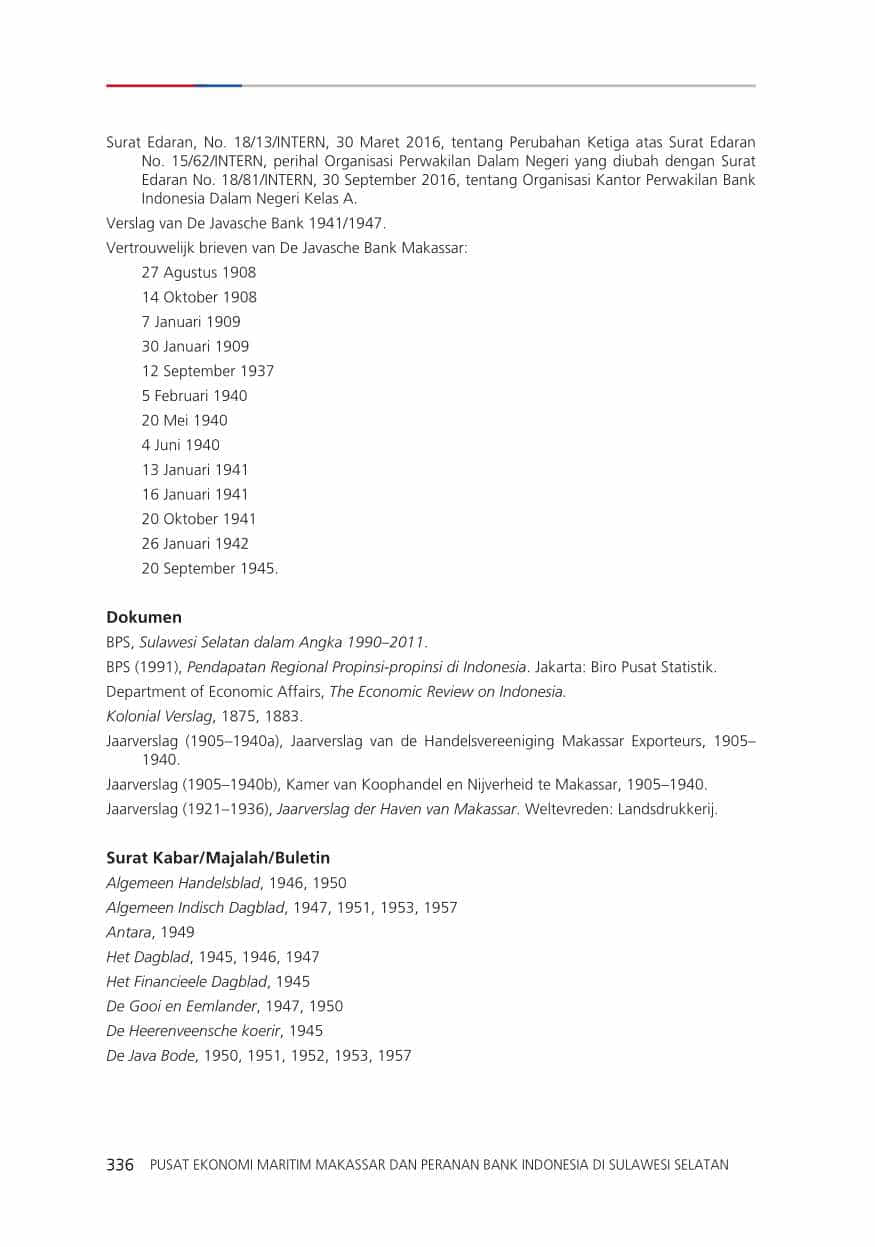 Surat Edaran, No. 18/13/INTERN, 30 Maret 2016, tentang Perubahan Ketiga atas Surat Edaran
No. 15/62/INTERN, perihal Organisasi Perwakilan Dalam Negeri yang diubah dengan Surat
Edaran No. 18/81/INTERN, 30 September 2016, tentang Organisasi Kantor Perwakilan Bank
Indonesia Dalam Negeri Kelas A.
Verslag van De Javasche Bank 1941/1947.
Vertrouwelijk brieven van De Javasche Bank Makassar:
27 Agustus 1908
14 Oktober 1908
7 Januari 1909
30 Januari 1909
12 September 1937
5 Februari 1940
20 Mei 1940
4 Juni 1940
13 Januari 1941
16 Januari 1941
20 Oktober 1941
26 Januari 1942
20 September 1945.
Dokumen
BPS, Sulawesi Selatan dalam Angka 1990–2011.
BPS (1991), Pendapatan Regional Propinsi-propinsi di Indonesia. Jakarta: Biro Pusat Statistik.
Department of Economic Affairs, The Economic Review on Indonesia.
Kolonial Verslag, 1875, 1883.
Jaarverslag (1905–1940a), Jaarverslag van de Handelsvereeniging Makassar Exporteurs, 1905–
1940.
Jaarverslag (1905–1940b), Kamer van Koophandel en Nijverheid te Makassar, 1905–1940.
Jaarverslag (1921–1936), Jaarverslag der Haven van Makassar. Weltevreden: Landsdrukkerij.
Surat Kabar/Majalah/Buletin
Algemeen Handelsblad, 1946, 1950
Algemeen Indisch Dagblad, 1947, 1951, 1953, 1957
Antara, 1949
Het Dagblad, 1945, 1946, 1947
Het Financieele Dagblad, 1945
De Gooi en Eemlander, 1947, 1950
De Heerenveensche koerir, 1945
De Java Bode, 1950, 1951, 1952, 1953, 1957
336 PUSAT EKONOMI MARITIM MAKASSAR DAN PERANAN BANK INDONESIA DI SULAWESI SELATAN